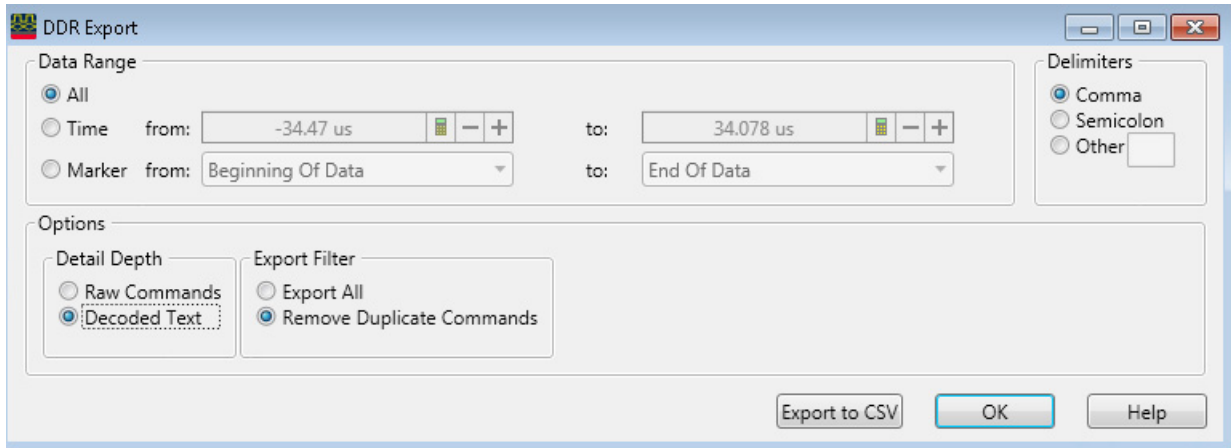 DDR Export
Data Range
All
Time from: -34.47 us to: 34.078 us
Marker from: Beginning Of Data to: End Of Data
Delimiters
Comma
Semicolon
Other
Options
Detail Depth
Raw Commands
Decoded Text
Export Filter
Export All
Remove Duplicate Commands
Export to CSV OK Help